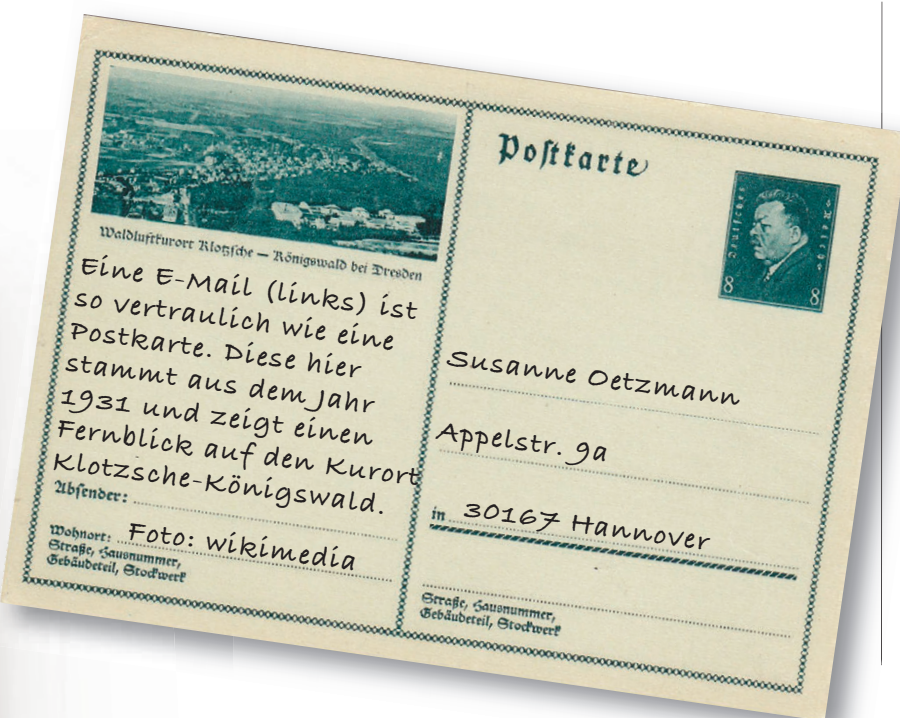 Waldluftkurort Klotzsche — Königswald bei Dresden
Eine E-Mail (links) ist
so vertraulich wie eine
Postkarte. Diese hier
stammt aus dem Jahr
1931 und zeigt einen
Fernblick auf den Kurort
Klotzsche-Königswald.
Absender:
Wohnort: Foto: wikimedia
Straße, Hausnummer,
Gebäudeteil, Stockwerk
Postkarte
Deutsches Reich
8 8
Susanne Oetzmann
Appelstr. 9a
in 30167 Hannover
Straße, Hausnummer,
Gebäudeteil, Stockwerk